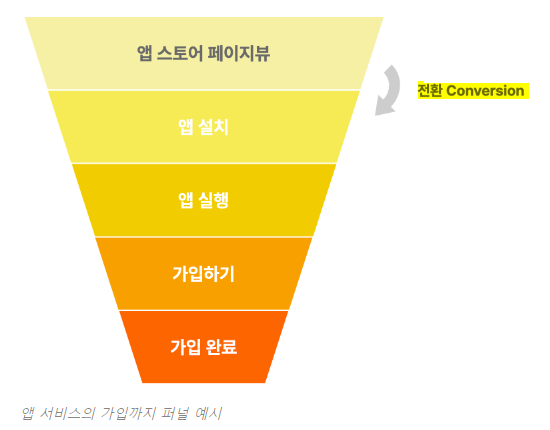 앱 스토어 페이지뷰
전환 Conversion
앱 설치
앱 실행
가입하기
가입 완료
앱 서비스의 가입까지 퍼널 예시